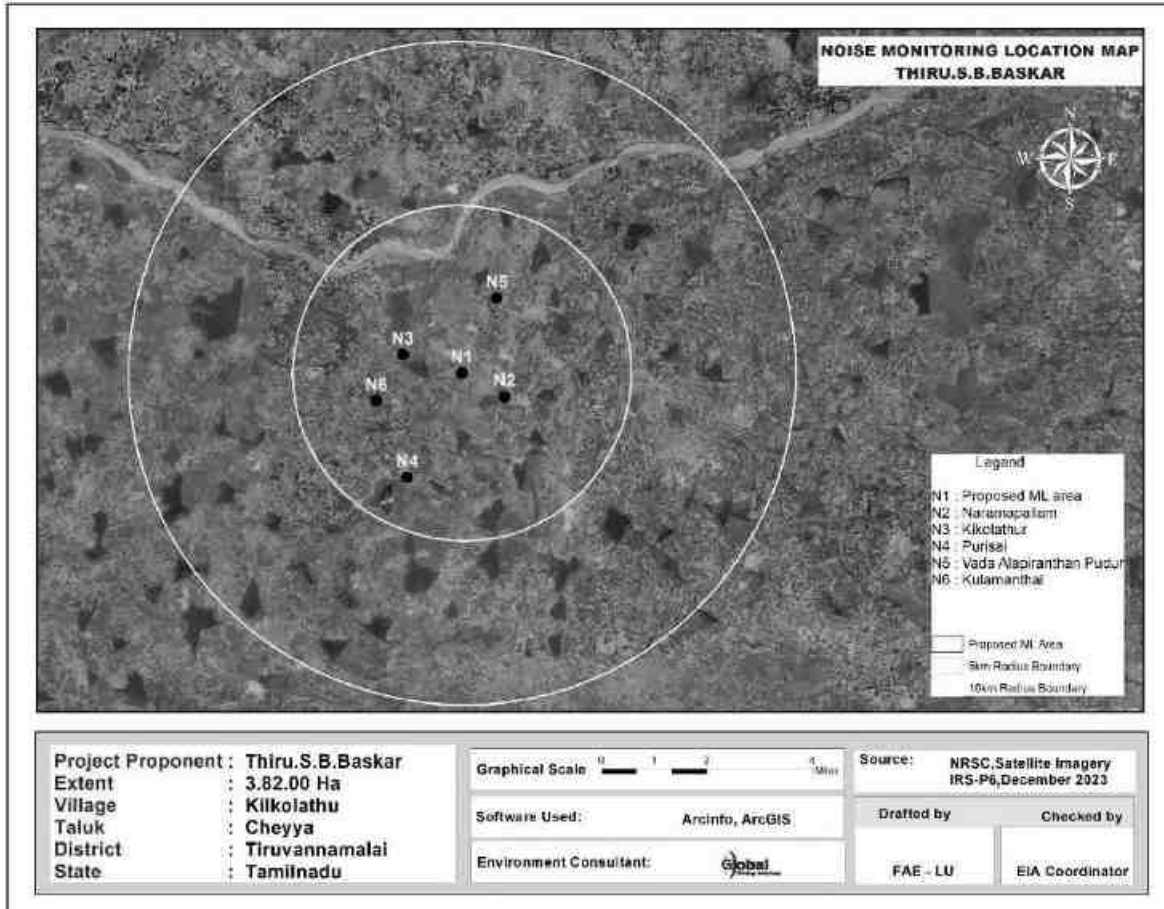 NOISE MONITORING LOCATION MAP
THIRU.S.B.BASKAR
N
W E
S
N5
N3
N1
N6
N2
N4
Legend
N1 : Proposed ML area
N2 : Naramapallam
N3 : Kikolathur
N4 : Purisai
N5 : Vada Alapiranthan Pudur
N6 : Kulamanthai
Proposed ML Area
5km Radius Boundary
10km Radius Boundary
Project Proponent : Thiru.S.B.Baskar
Extent : 3.82.00 Ha
Village : Kilkolathu
Taluk : Cheyya
District : Tiruvannamalai
State : Tamilnadu
Graphical Scale 0 1 2 4 Miles
Software Used: Arcinfo, ArcGIS
Environment Consultant: Global
Source: NRSC,Satellite Imagery
IRS-P6,December 2023
Drafted by Checked by
FAE - LU EIA Coordinator